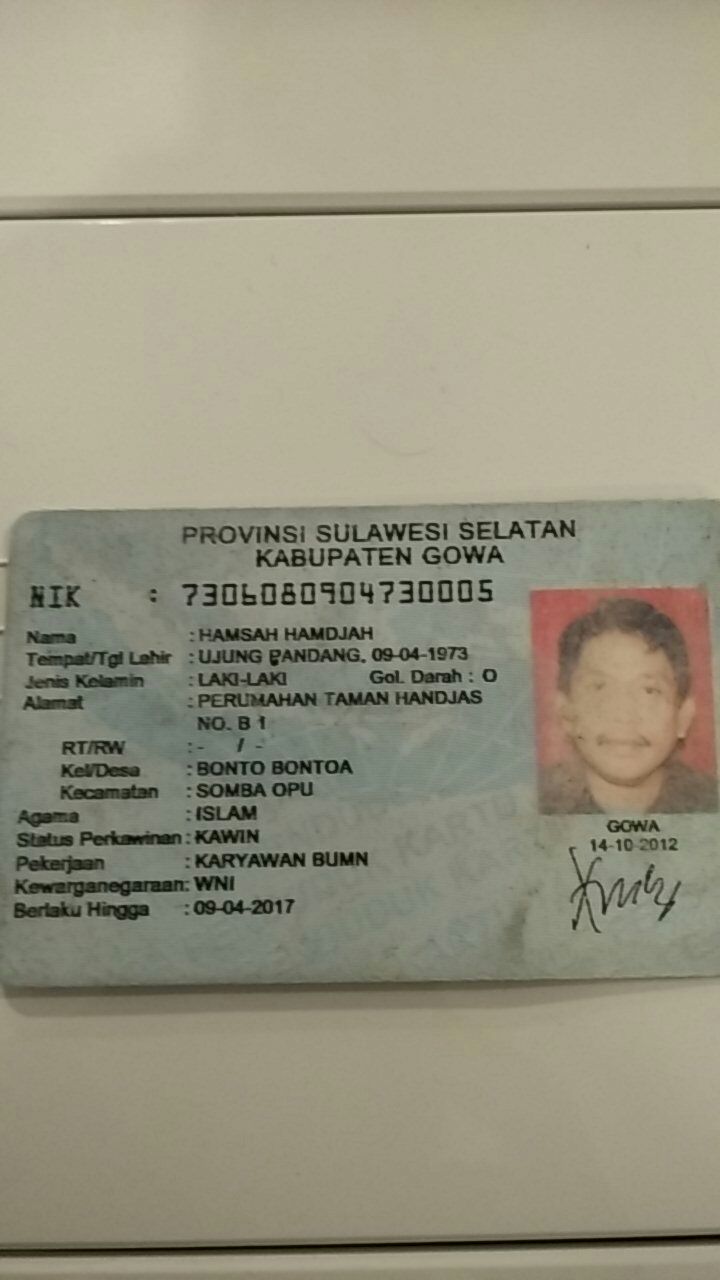 PROVINSI SULAWESI SELATAN
KABUPATEN GOWA
NIK : 7306080904730005
Nama : HAMSAH HAMDJAH
Tempat/Tgl Lahir : UJUNG PANDANG, 09-04-1973
Jenis Kelamin : LAKI-LAKI Gol. Darah : O
Alamat : PERUMAHAN TAMAN HANDJAS
NO. B 1
RT/RW : - / -
Kel/Desa : BONTO BONTOA
Kecamatan : SOMBA OPU
Agama : ISLAM
Status Perkawinan : KAWIN
Pekerjaan : KARYAWAN BUMN
Kewarganegaraan: WNI
Berlaku Hingga : 09-04-2017
GOWA
14-10-2012